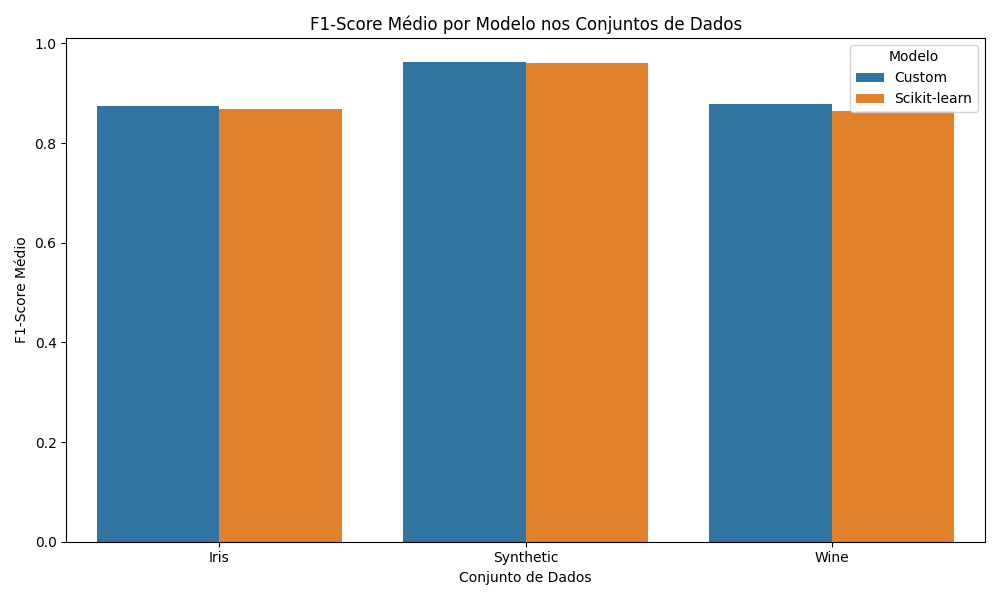 F1-Score Médio por Modelo nos Conjuntos de Dados
Modelo
Custom
Scikit-learn
F1-Score Médio
1.0
0.8
0.6
0.4
0.2
0.0
Iris
Synthetic
Wine
Conjunto de Dados